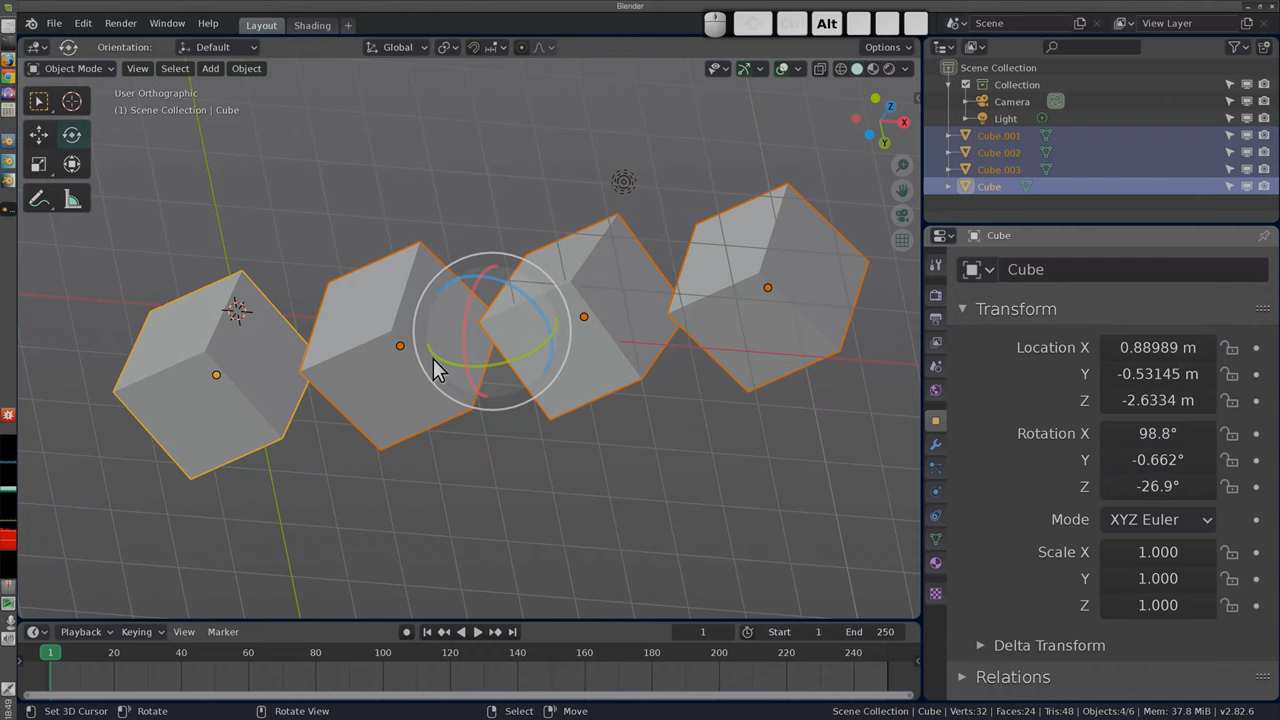 Blender
File Edit Render Window Help Layout Shading + Ctrl Alt Scene View Layer
Orientation: Default Global Options
Object Mode View Select Add Object
User Orthographic
(1) Scene Collection | Cube
Z
X
Y
Scene Collection
Collection
Camera
Light
Cube.001
Cube.002
Cube.003
Cube
Cube
Cube
Transform
Location X 0.88989 m
Y -0.53145 m
Z -2.6334 m
Rotation X 98.8°
Y -0.662°
Z -26.9°
Mode XYZ Euler
Scale X 1.000
Y 1.000
Z 1.000
Delta Transform
Relations
Playback Keying View Marker 1 Start 1 End 250
1 20 40 60 80 100 120 140 160 180 200 220 240
Set 3D Cursor Rotate Rotate View Select Move Scene Collection | Cube | Verts:32 | Faces:24 | Tris:48 | Objects:4/6 | Mem: 37.8 MiB | v2.82.6
18:49